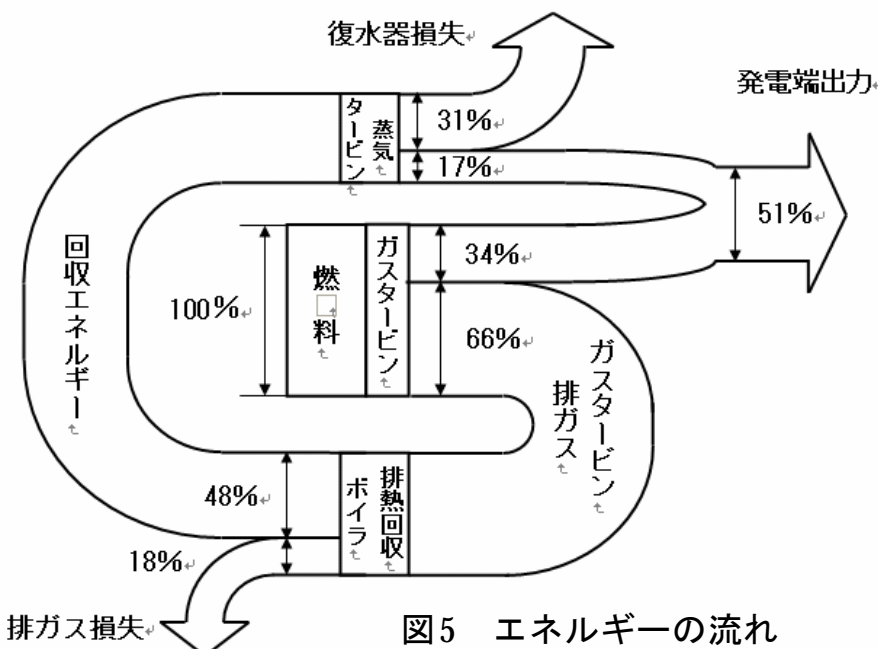 復水器損失
発電端出力
蒸気
タービン
31%
17%
51%
回収エネルギー
100%
燃料
ガスタービン
34%
66%
ガスタービン
排ガス
48%
排熱回収
ボイラ
18%
排ガス損失
図5 エネルギーの流れ